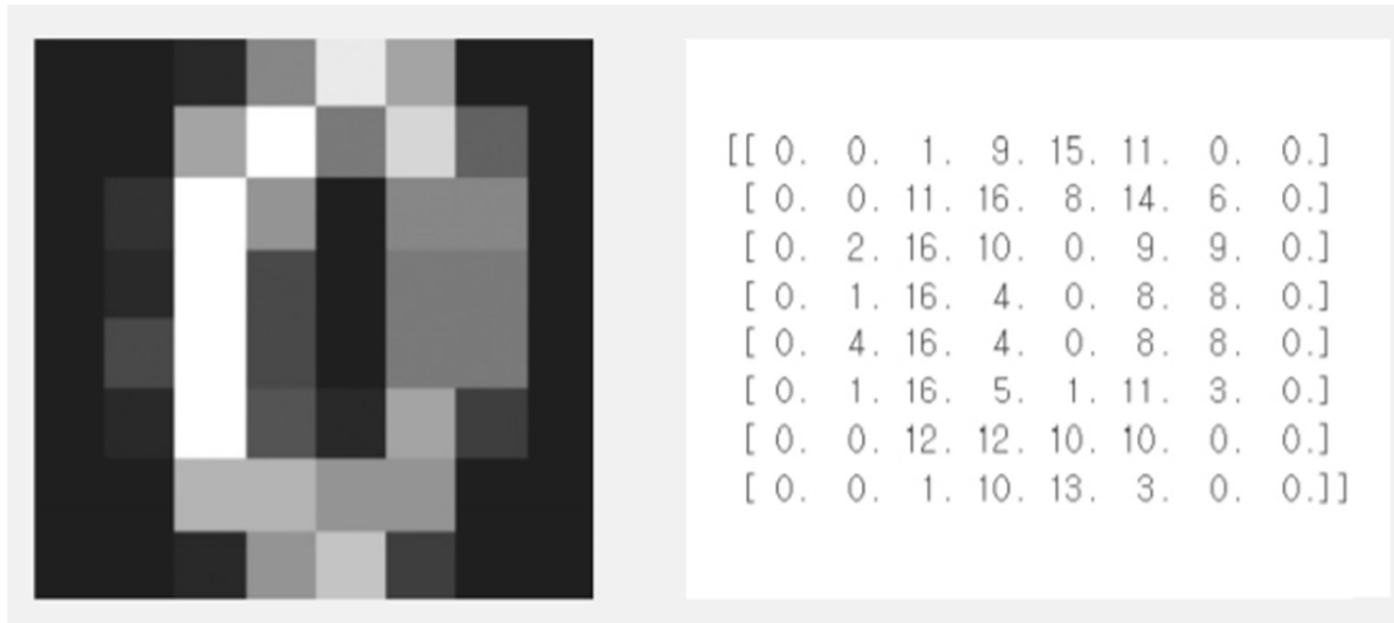 [[ 0. 0. 1. 9. 15. 11. 0. 0.]
[ 0. 0. 11. 16. 8. 14. 6. 0.]
[ 0. 2. 16. 10. 0. 9. 9. 0.]
[ 0. 1. 16. 4. 0. 8. 8. 0.]
[ 0. 4. 16. 4. 0. 8. 8. 0.]
[ 0. 1. 16. 5. 1. 11. 3. 0.]
[ 0. 0. 12. 12. 10. 10. 0. 0.]
[ 0. 0. 1. 10. 13. 3. 0. 0.]]